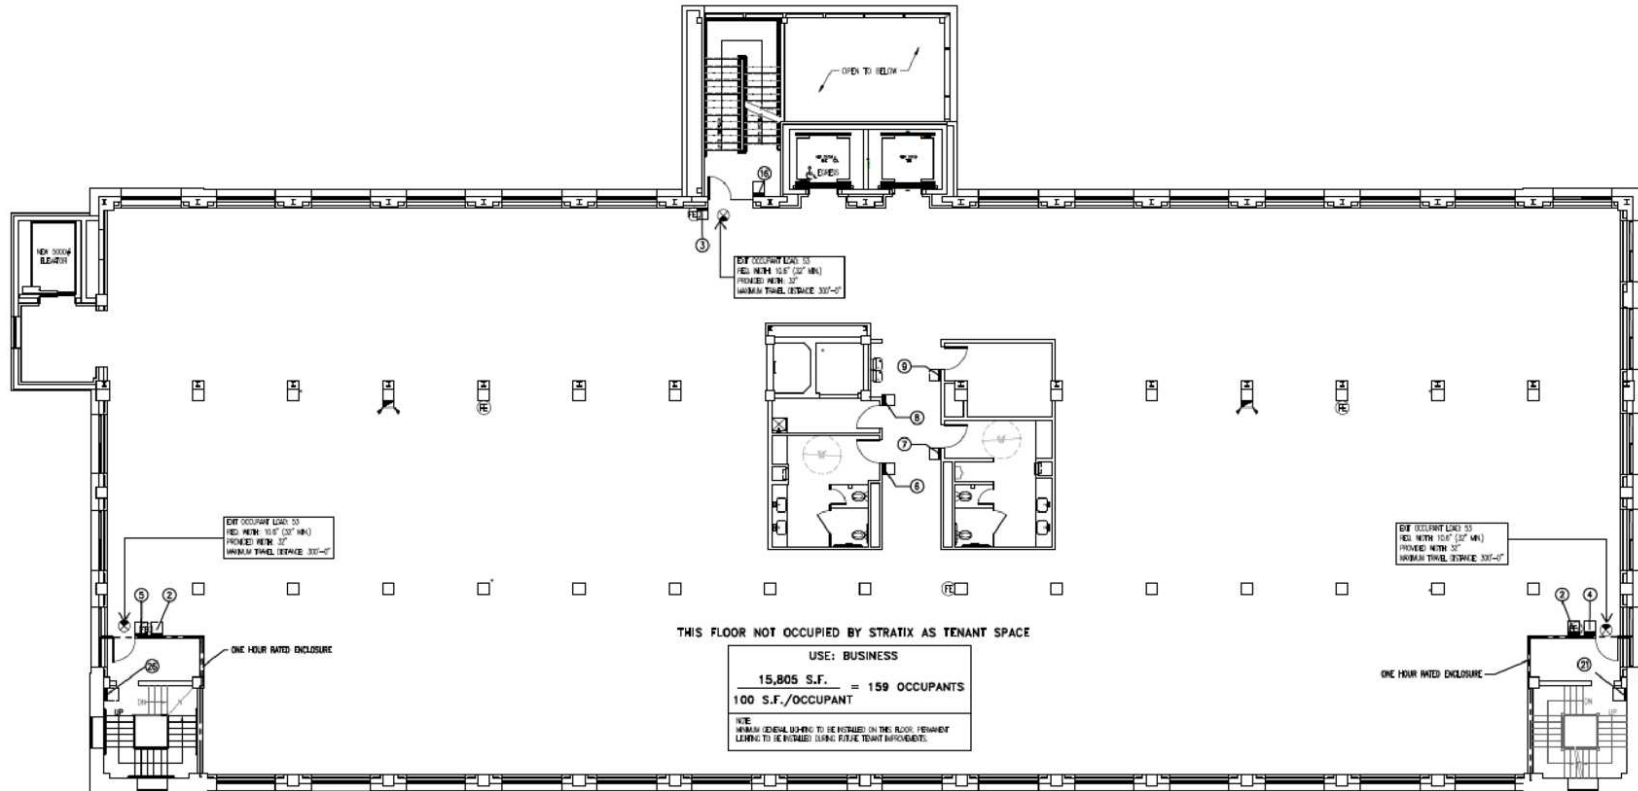 OPEN TO BELOW
16
EGRESS
NEW 5000#
ELEVATOR
FE
3
EXIT OCCUPANT LOAD: 53
REQ. WIDTH: 10.6" (32" MIN.)
PROVIDED WIDTH: 32"
MAXIMUM TRAVEL DISTANCE: 300'-0"
9
8
FE
FE
7
6
EXIT OCCUPANT LOAD: 53
REQ. WIDTH: 10.6" (32" MIN.)
PROVIDED WIDTH: 32"
MAXIMUM TRAVEL DISTANCE: 300'-0"
EXIT OCCUPANT LOAD: 53
REQ. WIDTH: 10.6" (32" MIN.)
PROVIDED WIDTH: 32"
MAXIMUM TRAVEL DISTANCE: 300'-0"
5
2
FE
2
4
THIS FLOOR NOT OCCUPIED BY STRATIX AS TENANT SPACE
ONE HOUR RATED ENCLOSURE
26
USE: BUSINESS
15,805 S.F.
= 159 OCCUPANTS
100 S.F./OCCUPANT
ONE HOUR RATED ENCLOSURE
21
DN
UP
DN
UP
NOTE:
MINIMUM GENERAL LIGHTING TO BE INSTALLED ON THIS FLOOR. PERMANENT
LIGHTING TO BE INSTALLED DURING FUTURE TENANT IMPROVEMENTS.